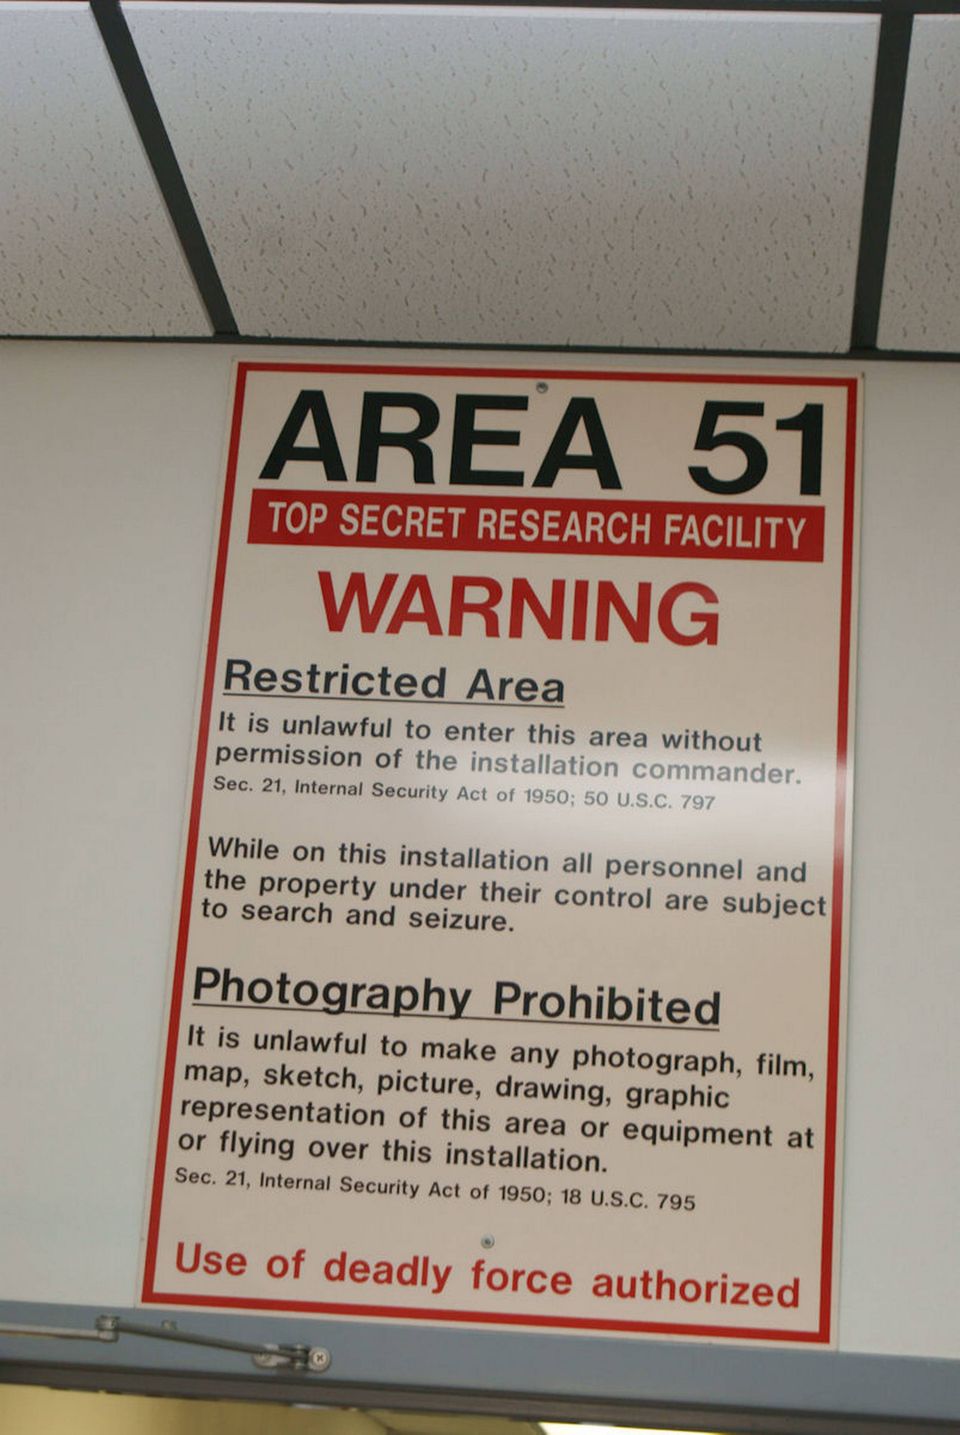 AREA 51
TOP SECRET RESEARCH FACILITY
WARNING
Restricted Area
It is unlawful to enter this area without
permission of the installation commander.
Sec. 21, Internal Security Act of 1950; 50 U.S.C. 797
While on this installation all personnel and
the property under their control are subject
to search and seizure.
Photography Prohibited
It is unlawful to make any photograph, film,
map, sketch, picture, drawing, graphic
representation of this area or equipment at
or flying over this installation.
Sec. 21, Internal Security Act of 1950; 18 U.S.C. 795
Use of deadly force authorized